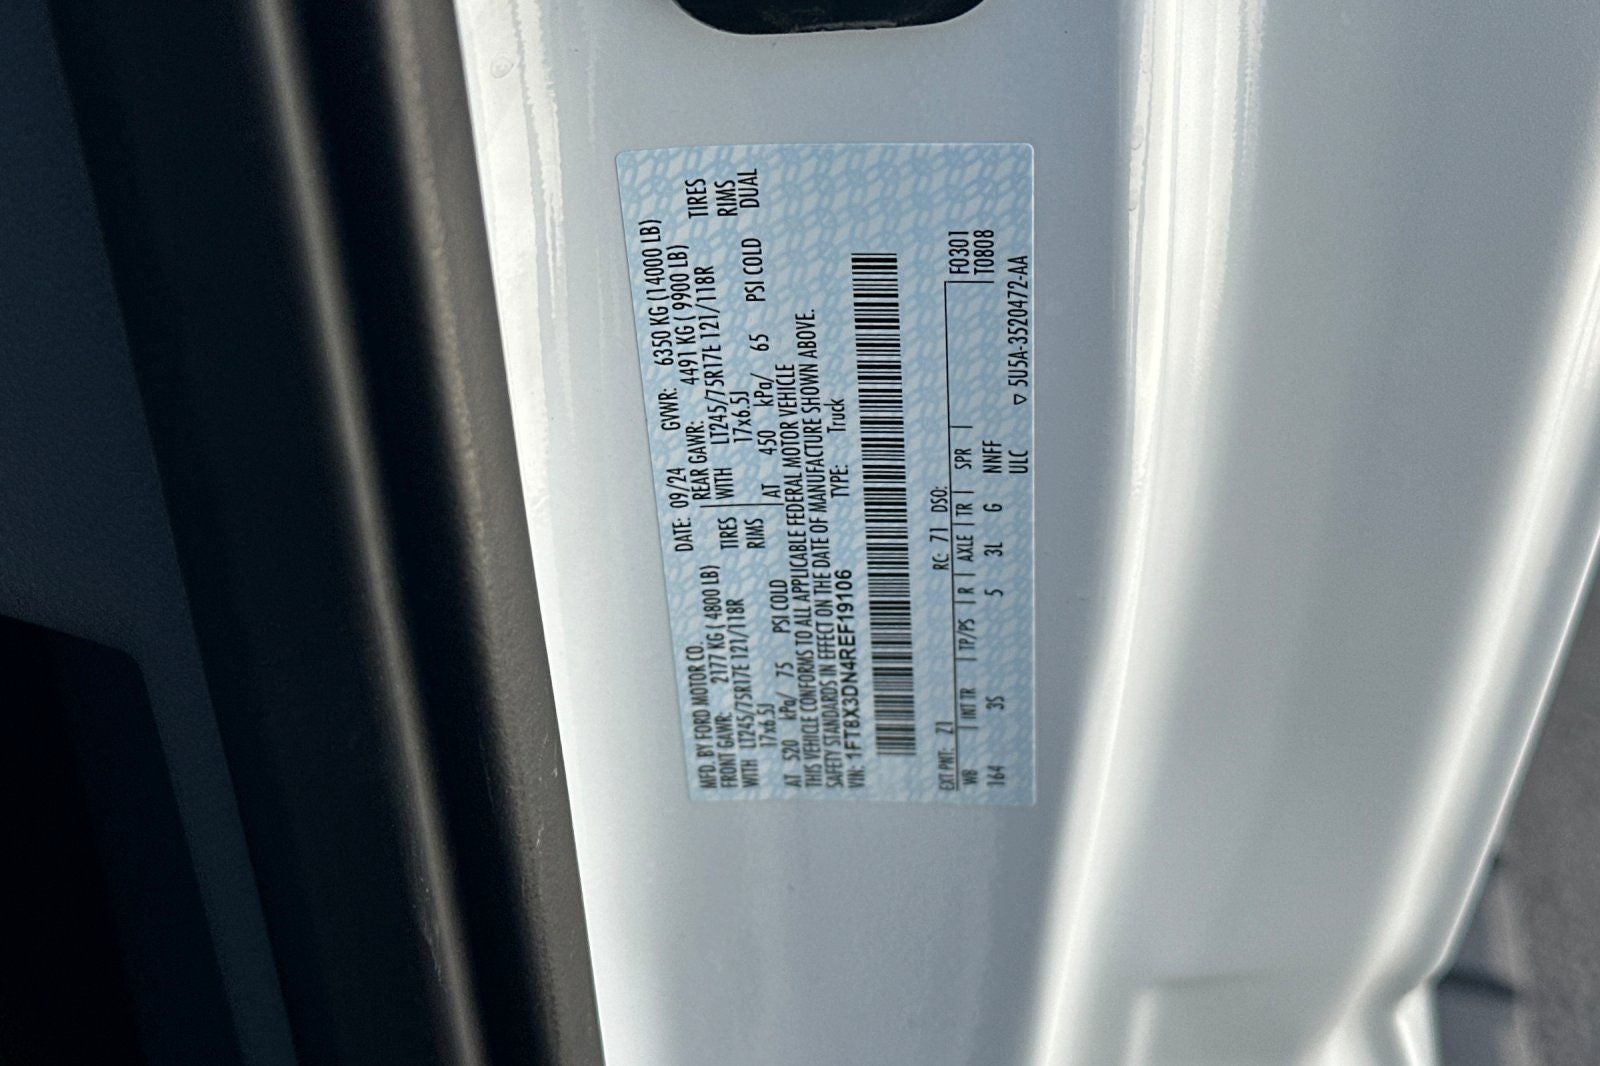 MFD. BY FORD MOTOR CO.
DATE: 09/24 GVWR: 6350 KG (14000 LB)
FRONT GAWR: 2177 KG ( 4800 LB) REAR GAWR: 4491 KG ( 9900 LB)
WITH LT245/75R17E 121/118R TIRES WITH LT245/75R17E 121/118R TIRES
17x6.5J RIMS 17x6.5J RIMS
AT 520 kPa/ 75 PSI COLD AT 450 kPa/ 65 PSI COLD DUAL
THIS VEHICLE CONFORMS TO ALL APPLICABLE FEDERAL MOTOR VEHICLE
SAFETY STANDARDS IN EFFECT ON THE DATE OF MANUFACTURE SHOWN ABOVE.
VIN: 1FT8X3DN4REF19106 TYPE: Truck
EXT PNT: Z1 RC: 71 DSO: F0301
WB INT TR TP/PS R AXLE TR SPR T0808
164 3S 5 3L G NNFF
ULC ▽ 5U5A-3520472-AA